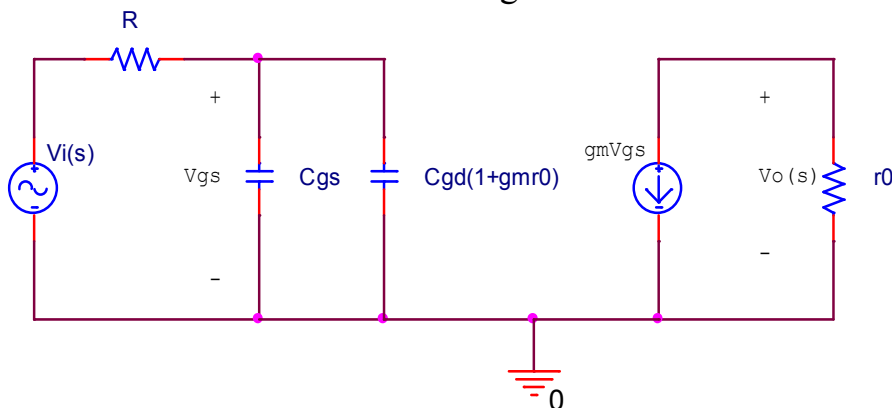 R
+
+
Vi(s)
gmVgs
Vgs
Cgs
Cgd(1+gmr0)
Vo(s)
r0
-
-
0